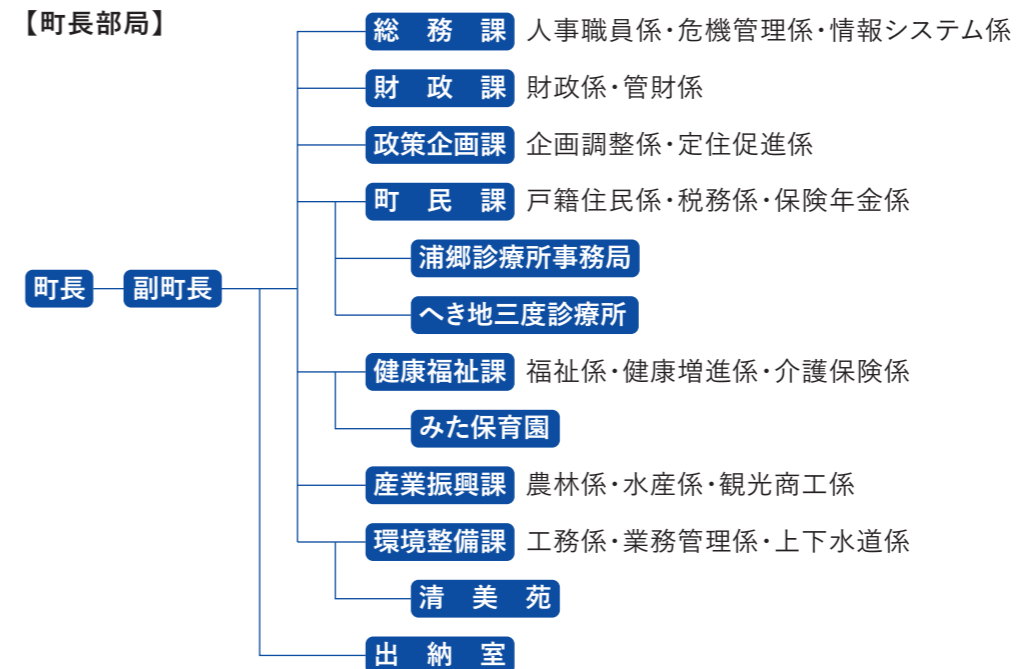 【町長部局】
総務課 人事職員係・危機管理係・情報システム係
財政課 財政係・管財係
政策企画課 企画調整係・定住促進係
町民課 戸籍住民係・税務係・保険年金係
浦郷診療所事務局
町長 副町長
へき地三度診療所
健康福祉課 福祉係・健康増進係・介護保険係
みた保育園
産業振興課 農林係・水産係・観光商工係
環境整備課 工務係・業務管理係・上下水道係
清美苑
出納室